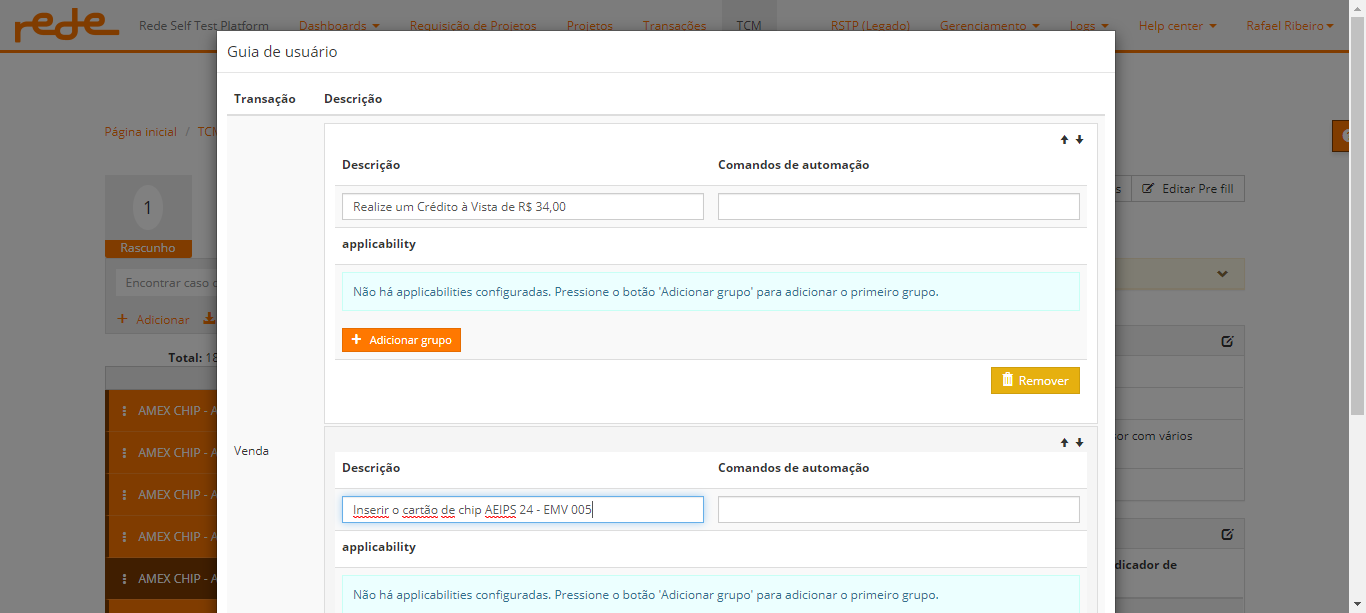 rede Rede Self Test Platform Dashboards Requisição de Projetos Projetos Transações TCM RSTP (Legado) Gerenciamento Logs Help center Rafael Ribeiro
Guia de usuário
Transação Descrição
Página inicial / TCM
Descrição Comandos de automação
1 Editar Pre fill
Realize um Crédito à Vista de R$ 34,00
Rascunho applicability
Encontrar caso
Não há applicabilities configuradas. Pressione o botão 'Adicionar grupo' para adicionar o primeiro grupo.
+ Adicionar
+ Adicionar grupo
Total: 18
Remover
AMEX CHIP - A
AMEX CHIP - A
Venda
sor com vários
Descrição Comandos de automação
AMEX CHIP - A
Inserir o cartão de chip AEIPS 24 - EMV 005
AMEX CHIP - A
applicability
dicador de
AMEX CHIP - A
Não há applicabilities configuradas. Pressione o botão 'Adicionar grupo' para adicionar o primeiro grupo.